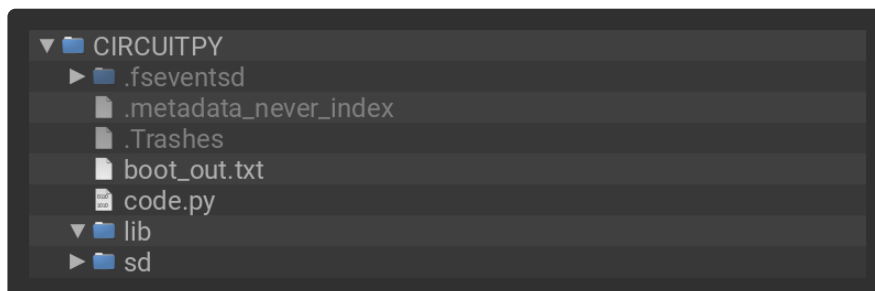 CIRCUITPY
.fseventsd
.metadata_never_index
.Trashes
boot_out.txt
code.py
lib
sd